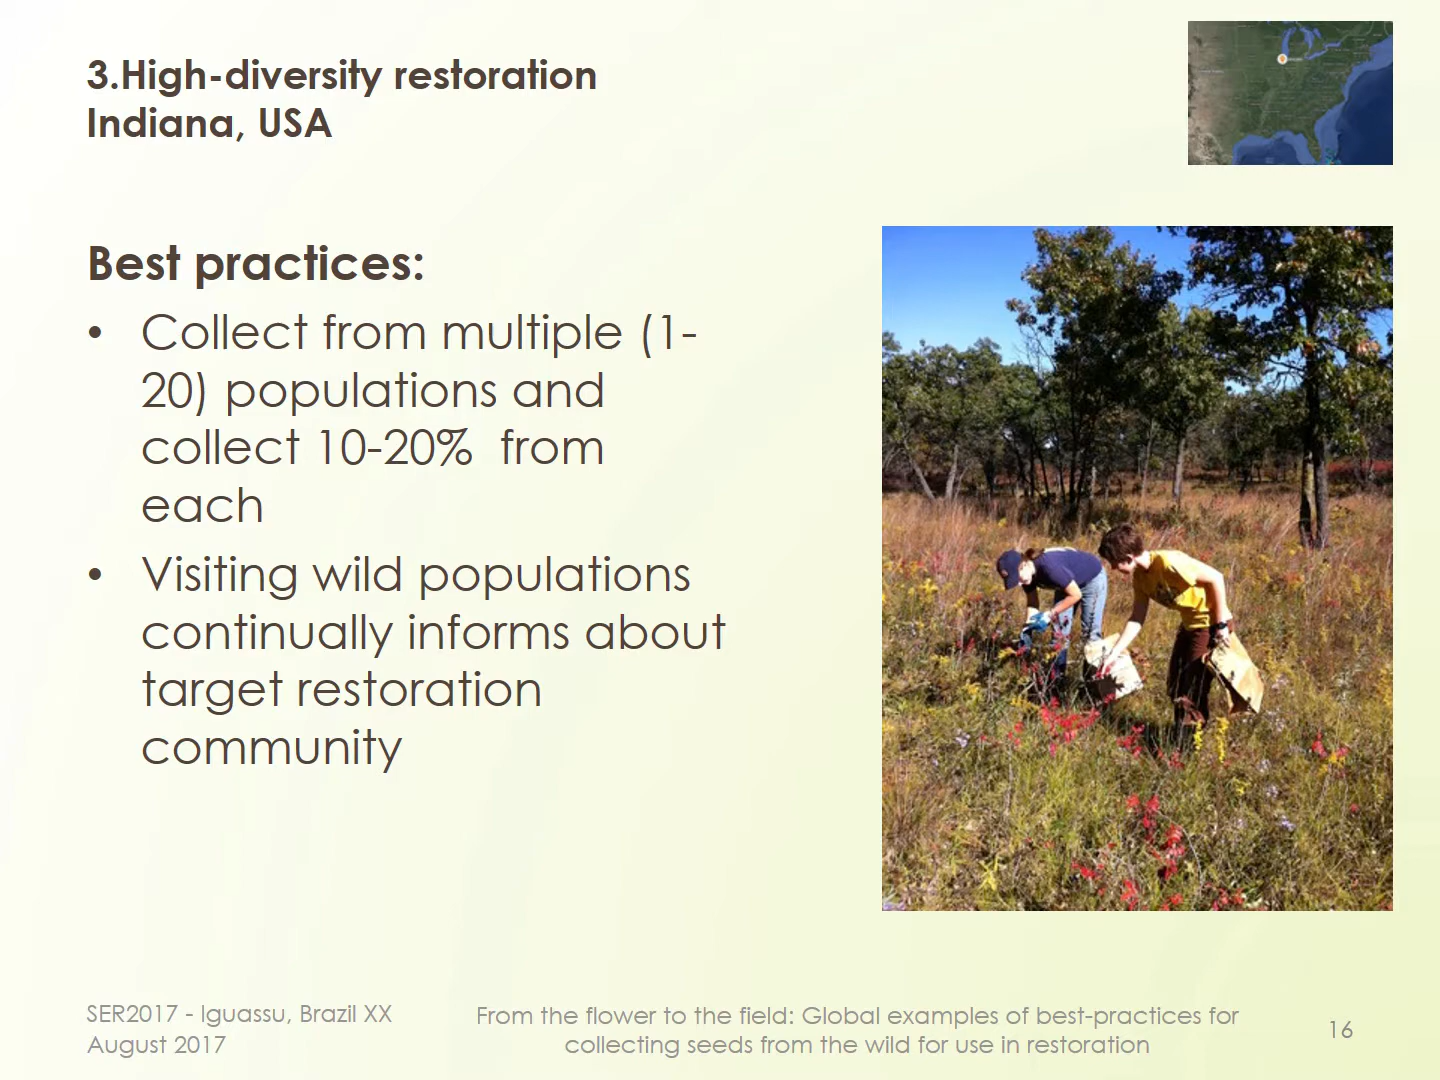 3.High-diversity restoration
Indiana, USA
Best practices:
• Collect from multiple (1-
20) populations and
collect 10-20%  from
each
• Visiting wild populations
continually informs about
target restoration
community
SER2017 - Iguassu, Brazil XX
August 2017
From the flower to the field: Global examples of best-practices for
collecting seeds from the wild for use in restoration
16